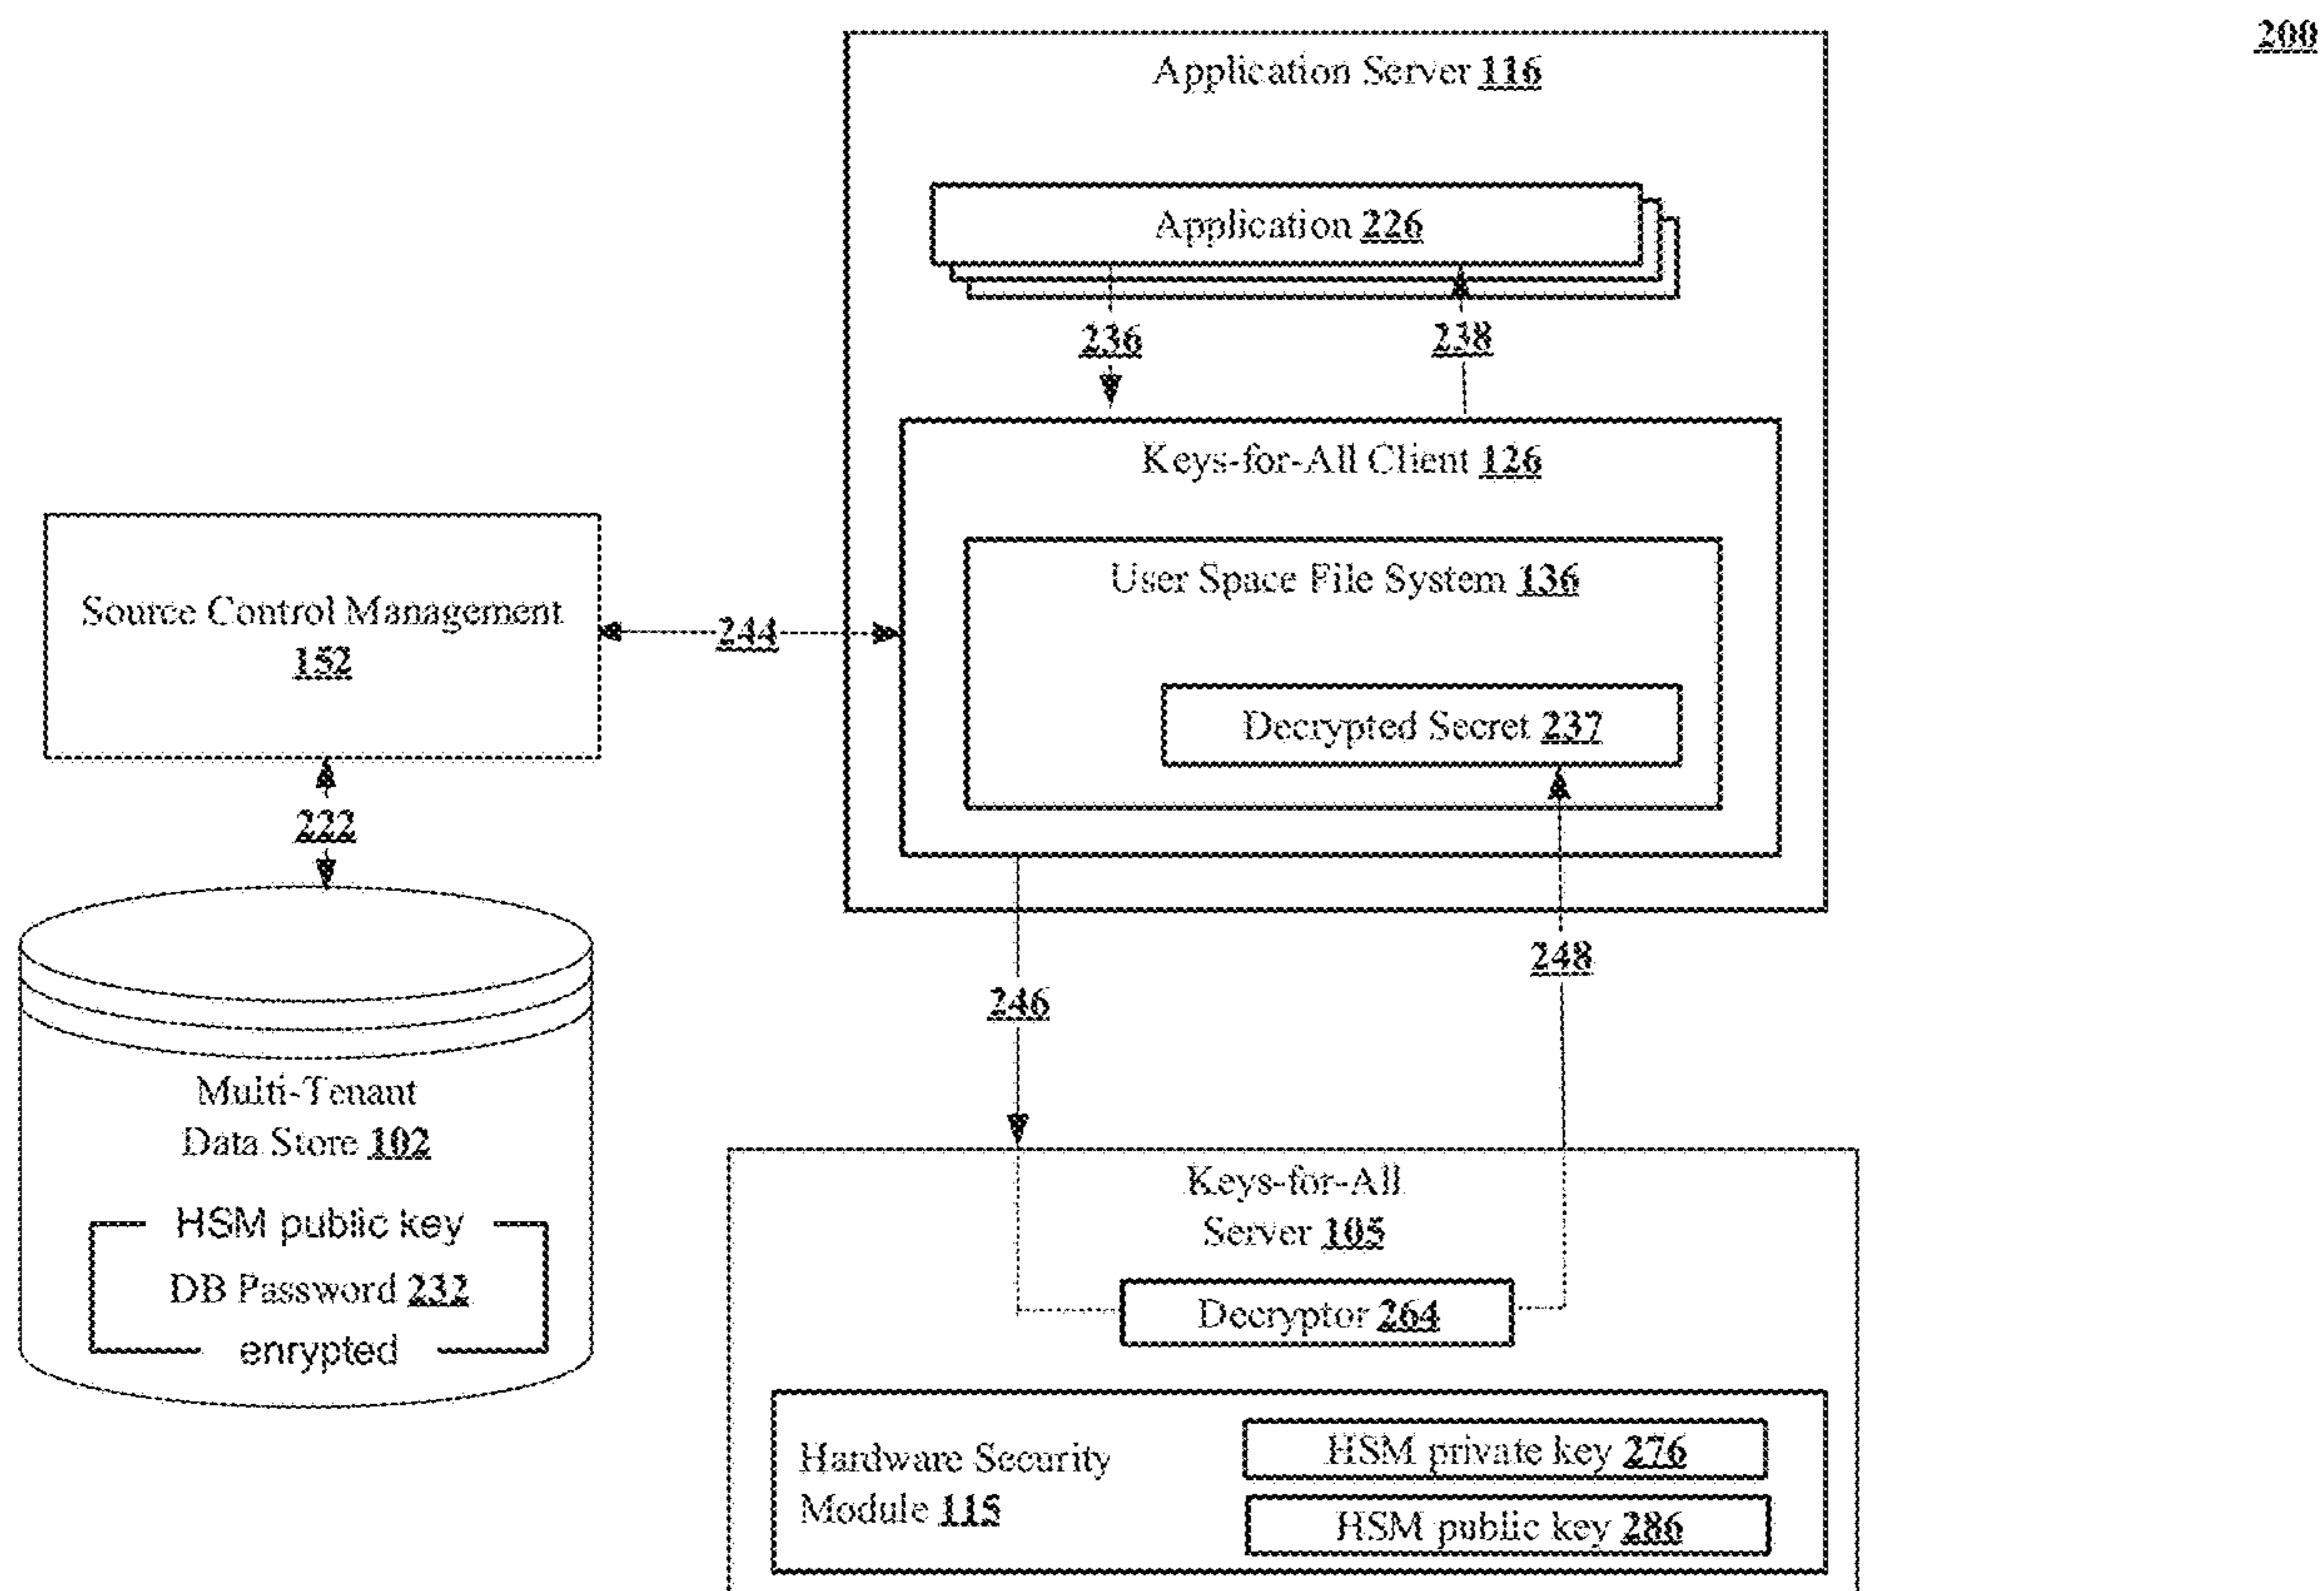 200
Application Server 116
Application 226
236
238
Keys-for-All Client 126
User Space File System 136
Source Control Management
152
244
Decrypted Secret 237
222
248
246
Multi-Tenant
Data Store 102
HSM public key
DB Password 232
enrypted
Keys-for-All
Server 105
Decryptor 264
Hardware Security
Module 115
HSM private key 276
HSM public key 286